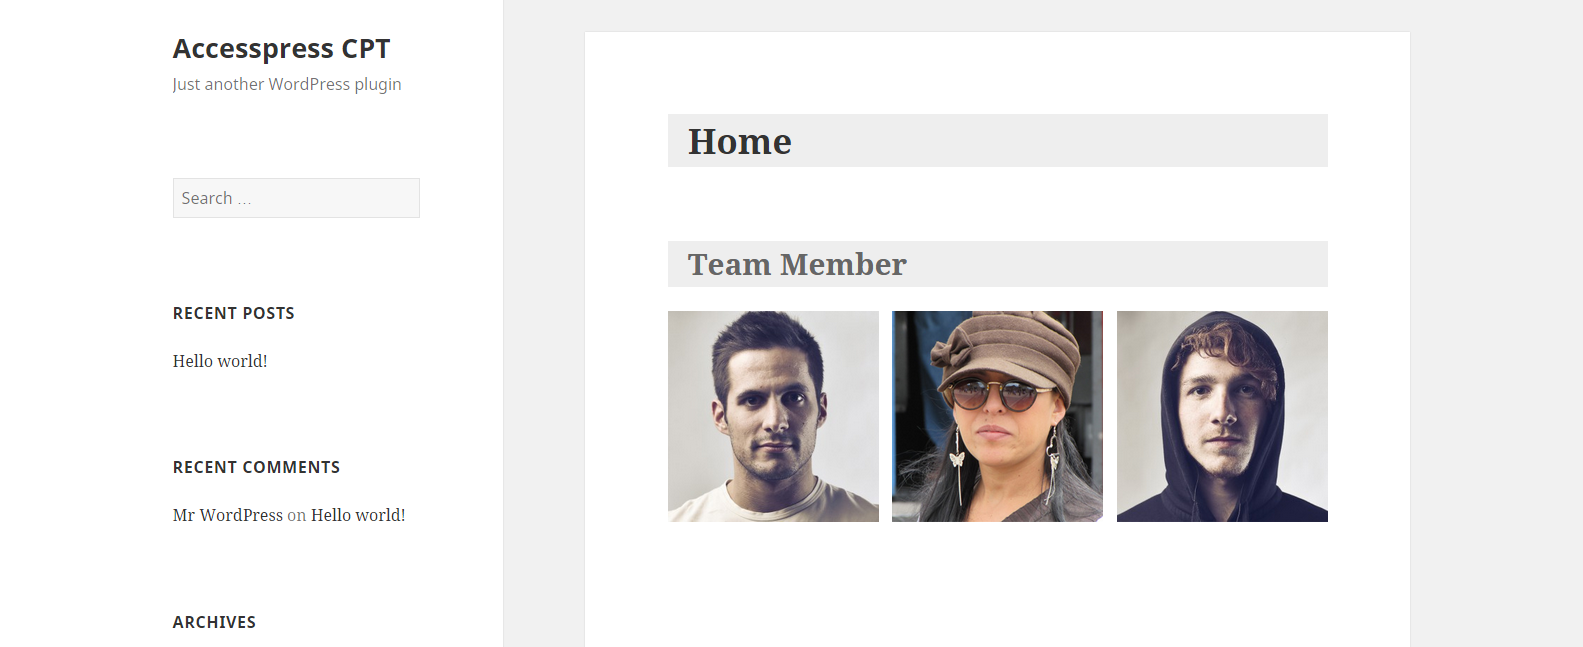 Accesspress CPT
Just another WordPress plugin
Search ...
RECENT POSTS
Hello world!
RECENT COMMENTS
Mr WordPress on Hello world!
ARCHIVES
Home
Team Member